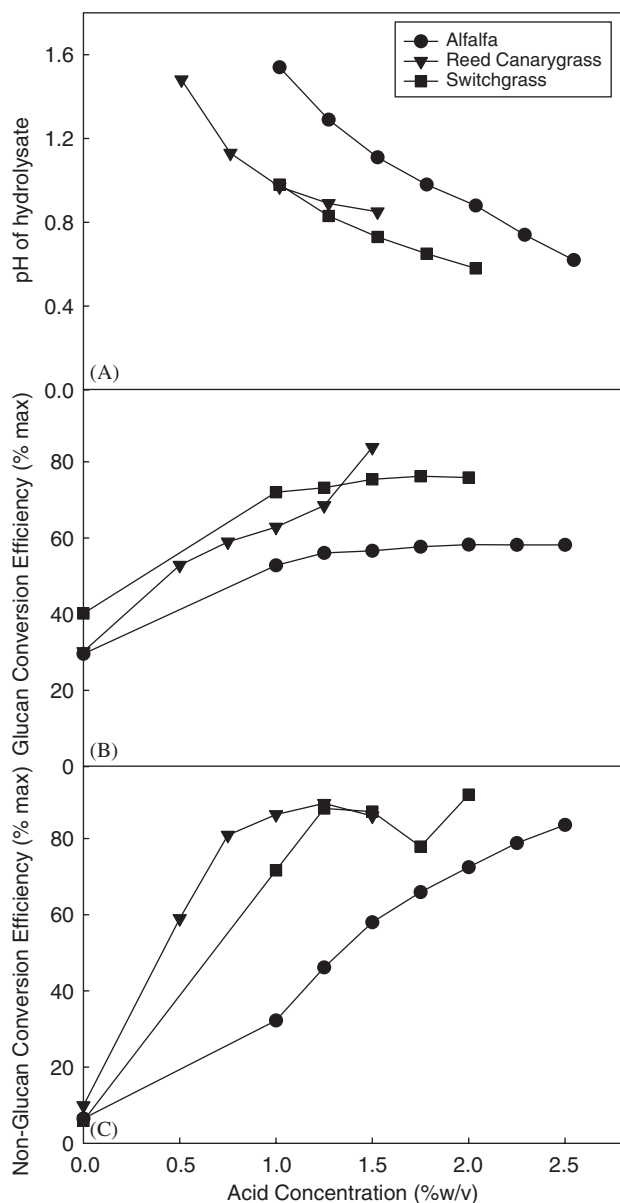 1.6
1.2
0.8
0.4
0.0
pH of hydrolysate
Alfalfa
Reed Canarygrass
Switchgrass
(A)
80
60
40
20
0
Glucan Conversion Efficiency (% max)
(B)
80
60
40
20
0
Non-Glucan Conversion Efficiency (% max)
(C)
0.0 0.5 1.0 1.5 2.0 2.5
Acid Concentration (%w/v)